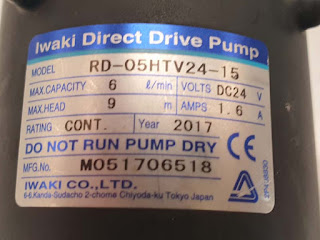 Iwaki Direct Drive Pump
MODEL RD-05HTV24-15
MAX.CAPACITY 6 ℓ/min VOLTS DC24 V
MAX.HEAD 9 m AMPS 1.6 A
RATING CONT. Year 2017
DO NOT RUN PUMP DRY CE
MFG.No. M051706518
IWAKI CO.,LTD.
6-6,Kanda-Sudacho 2-chome Chiyoda-ku Tokyo Japan